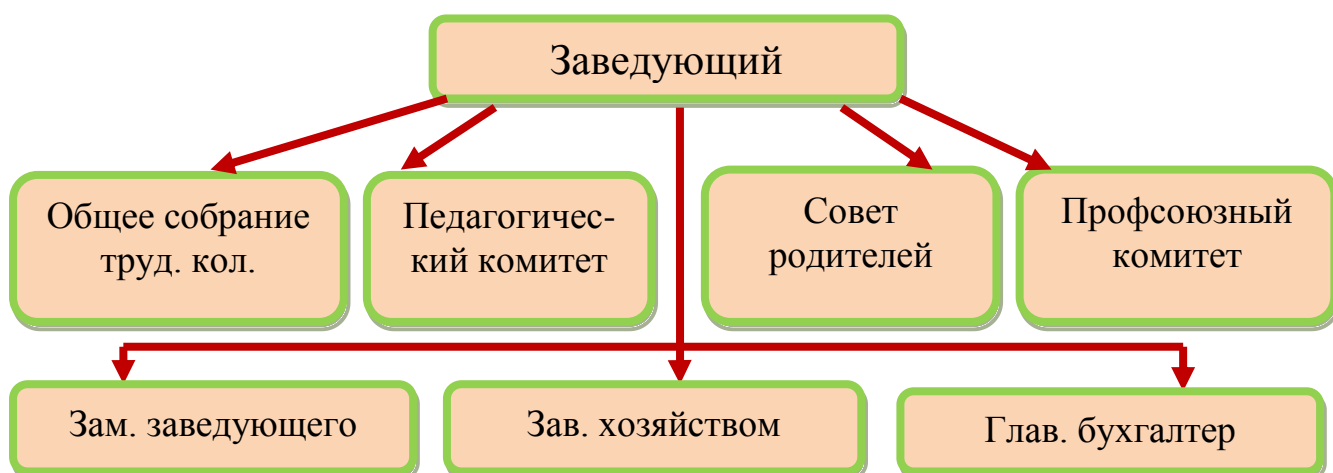 Заведующий
Общее собрание
труд. кол.
Педагогичес-
кий комитет
Совет
родителей
Профсоюзный
комитет
Зам. заведующего
Зав. хозяйством
Глав. бухгалтер